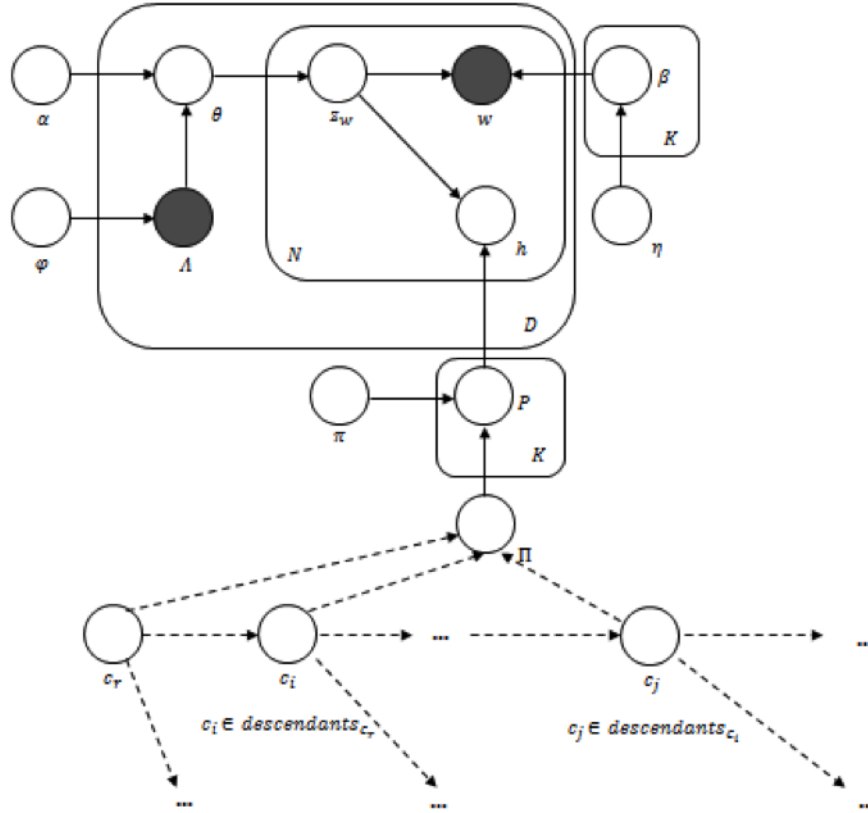 α
θ
z_w
w
β
K
φ
Λ
N
h
η
D
π
P
K
Π
...
...
c_r
c_i
c_j
c_i ∈ descendants_{c_r}
c_j ∈ descendants_{c_i}
...
...
...